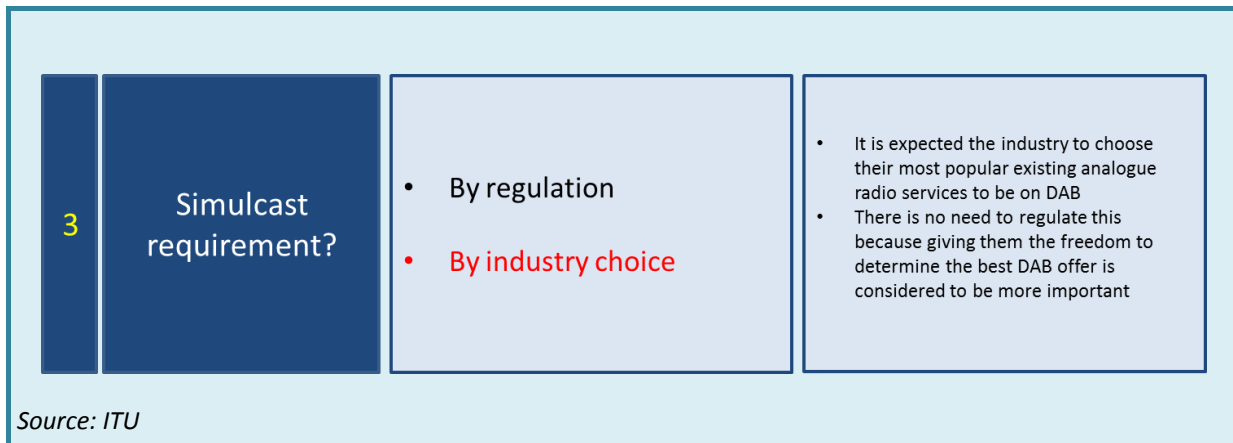 3
Simulcast
requirement?
• By regulation
• By industry choice
• It is expected the industry to choose
their most popular existing analogue
radio services to be on DAB
• There is no need to regulate this
because giving them the freedom to
determine the best DAB offer is
considered to be more important
Source: ITU